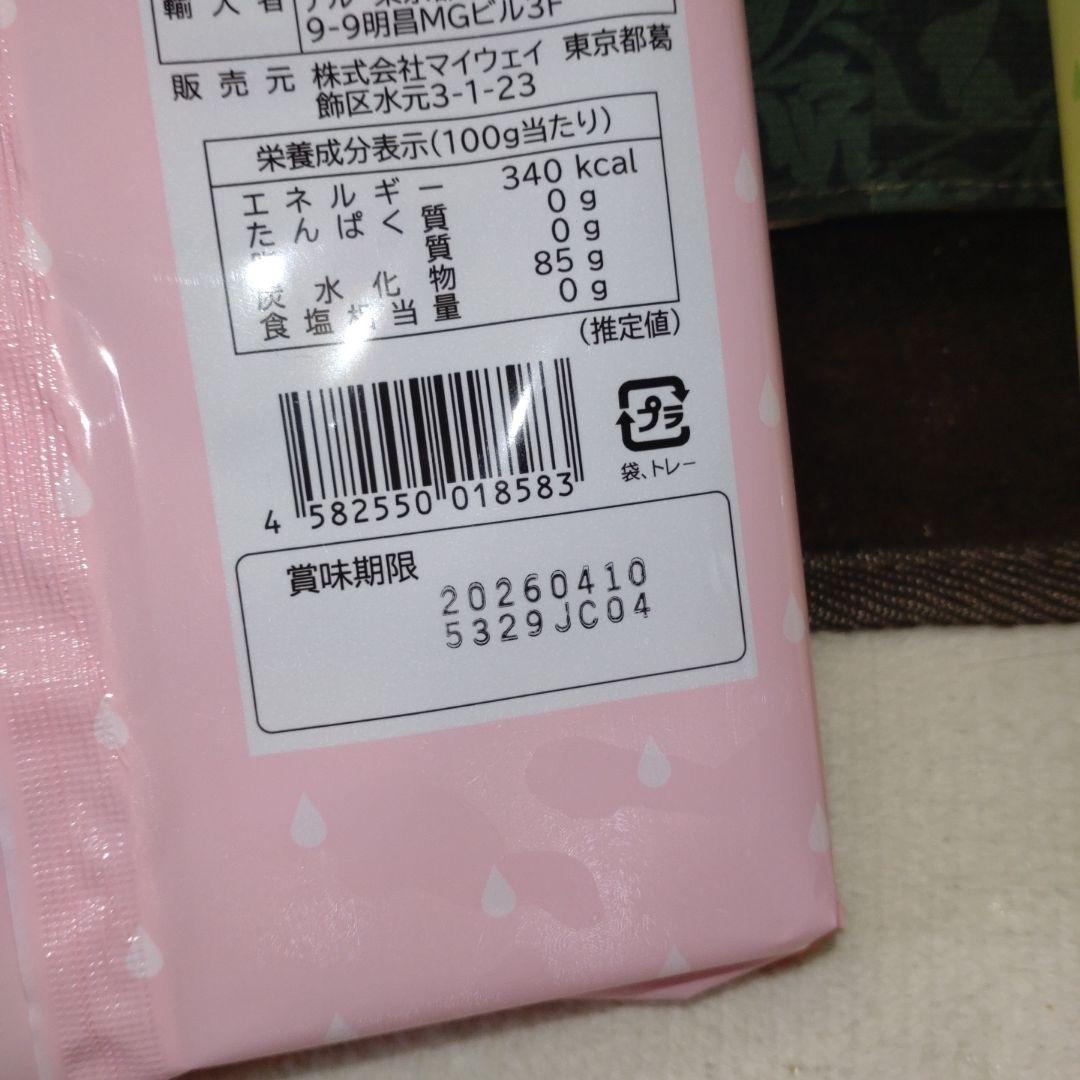 輸入者
9-9明昌MGビル3F
販売元 株式会社マイウェイ 東京都葛
飾区水元3-1-23
栄養成分表示(100g当たり)
エネルギー 340 kcal
たんぱく質 0 g
質 0 g
炭水化物 85 g
食塩相当量 0 g
(推定値)
プラ
袋、トレー
4 582550 018583
賞味期限
20260410
5329JC04